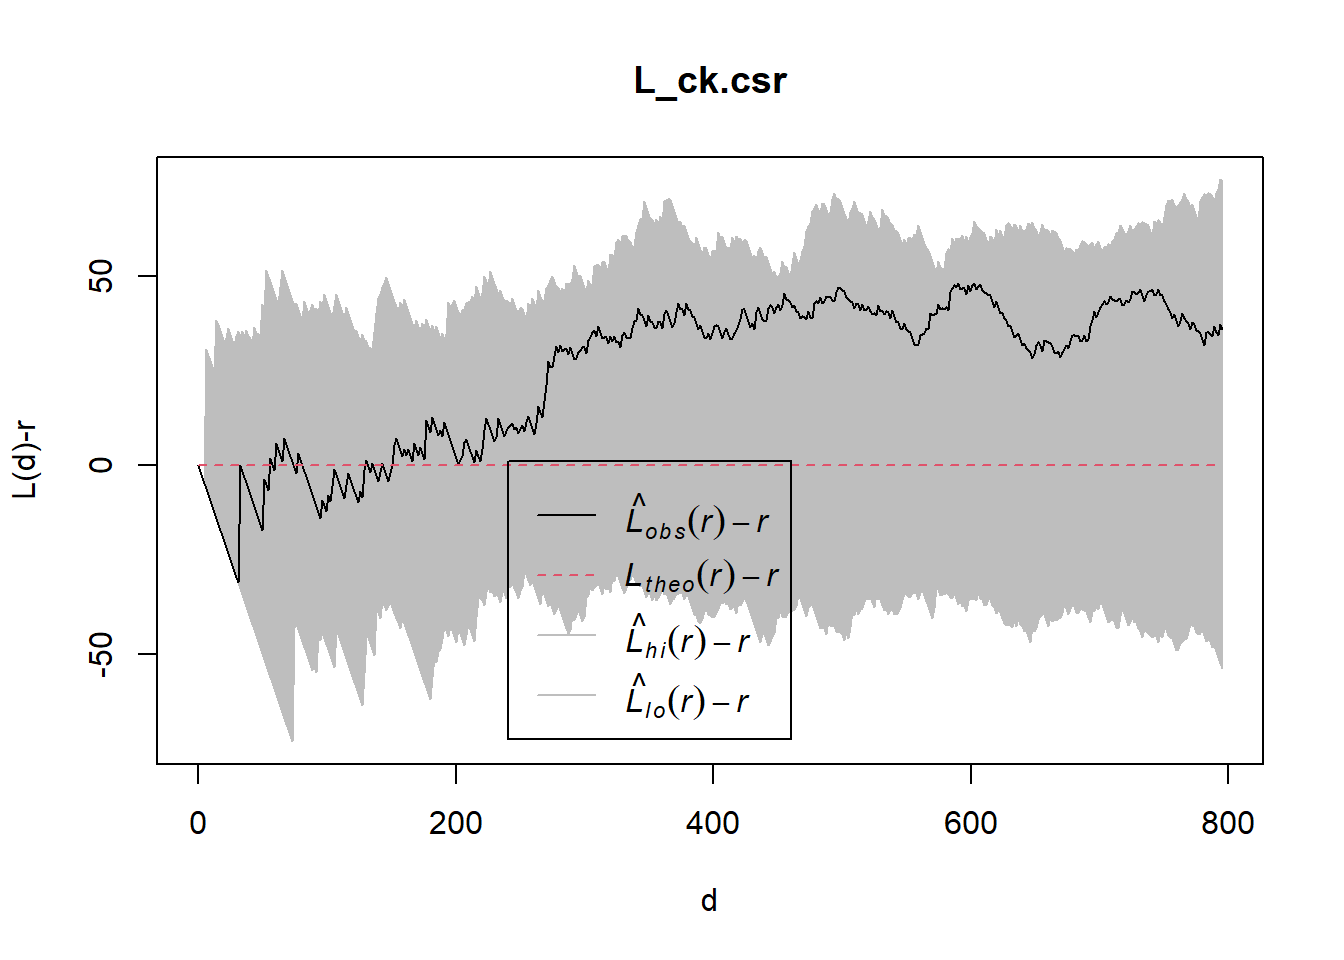 L_ck.csr
L(d)-r
50
0
-50
L̂obs(r) − r
Ltheo(r) − r
L̂hi(r) − r
L̂lo(r) − r
0 200 400 600 800
d